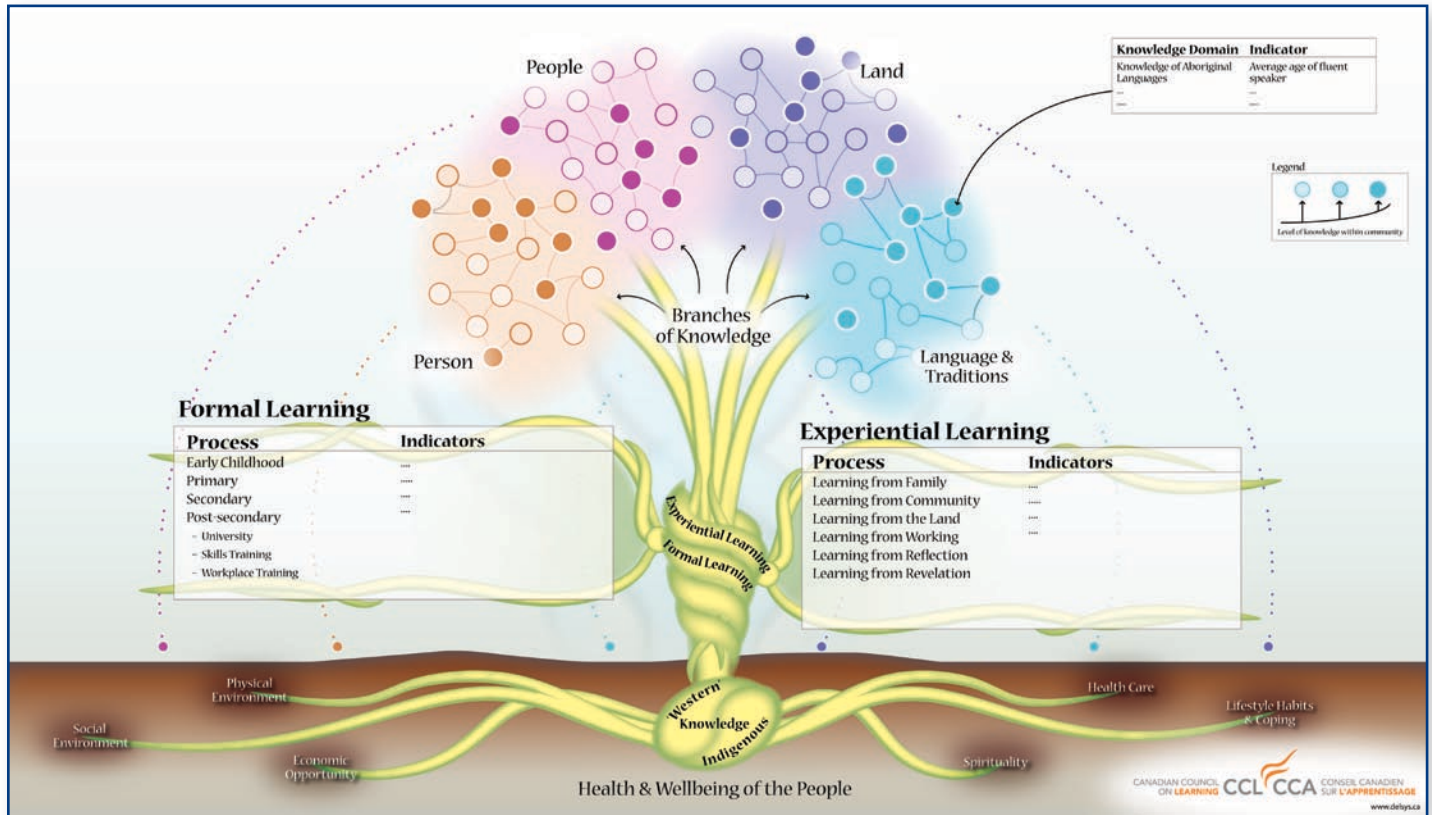 People
Land
Knowledge Domain Indicator
Knowledge of Aboriginal Languages
Average age of fluent speaker
...
...
....
....
Legend
Level of knowledge within community
Branches
of Knowledge
Person
Language &
Traditions
Formal Learning
Process Indicators
Early Childhood ....
Primary .....
Secondary ....
Post-secondary ....
– University
– Skills Training
– Workplace Training
Experiential Learning
Process Indicators
Learning from Family ....
Learning from Community .....
Learning from the Land ....
Learning from Working ....
Learning from Reflection
Learning from Revelation
Experiential Learning
Formal Learning
'Western'
Knowledge
Indigenous
Physical
Environment
Social
Environment
Economic
Opportunity
Health Care
Lifestyle Habits
& Coping
Spirituality
Health & Wellbeing of the People
CANADIAN COUNCIL
ON LEARNING
CCL CCA
CONSEIL CANADIEN
SUR L'APPRENTISSAGE
www.delsys.ca